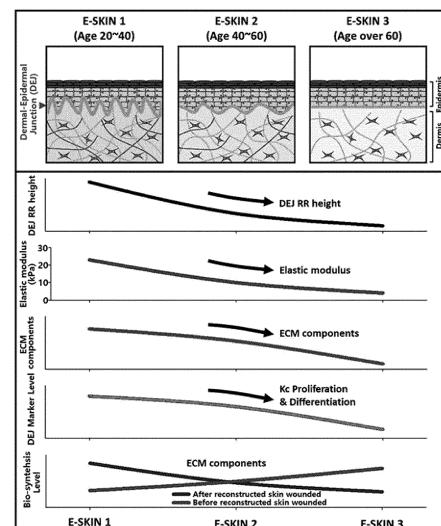 E-SKIN 1
(Age 20~40)
E-SKIN 2
(Age 40~60)
E-SKIN 3
(Age over 60)
Dermal-Epidermal
Junction (DEJ)
Epidermis
Dermis
DEJ RR height
DEJ RR height
Elastic modulus
(kPa)
30
20
10
0
Elastic modulus
ECM
components
ECM components
DEJ Marker Level
Kc Proliferation
& Differentiation
Bio-syntehsis
Level
ECM components
After reconstructed skin wounded
Before reconstructed skin wounded
E-SKIN 1
E-SKIN 2
E-SKIN 3